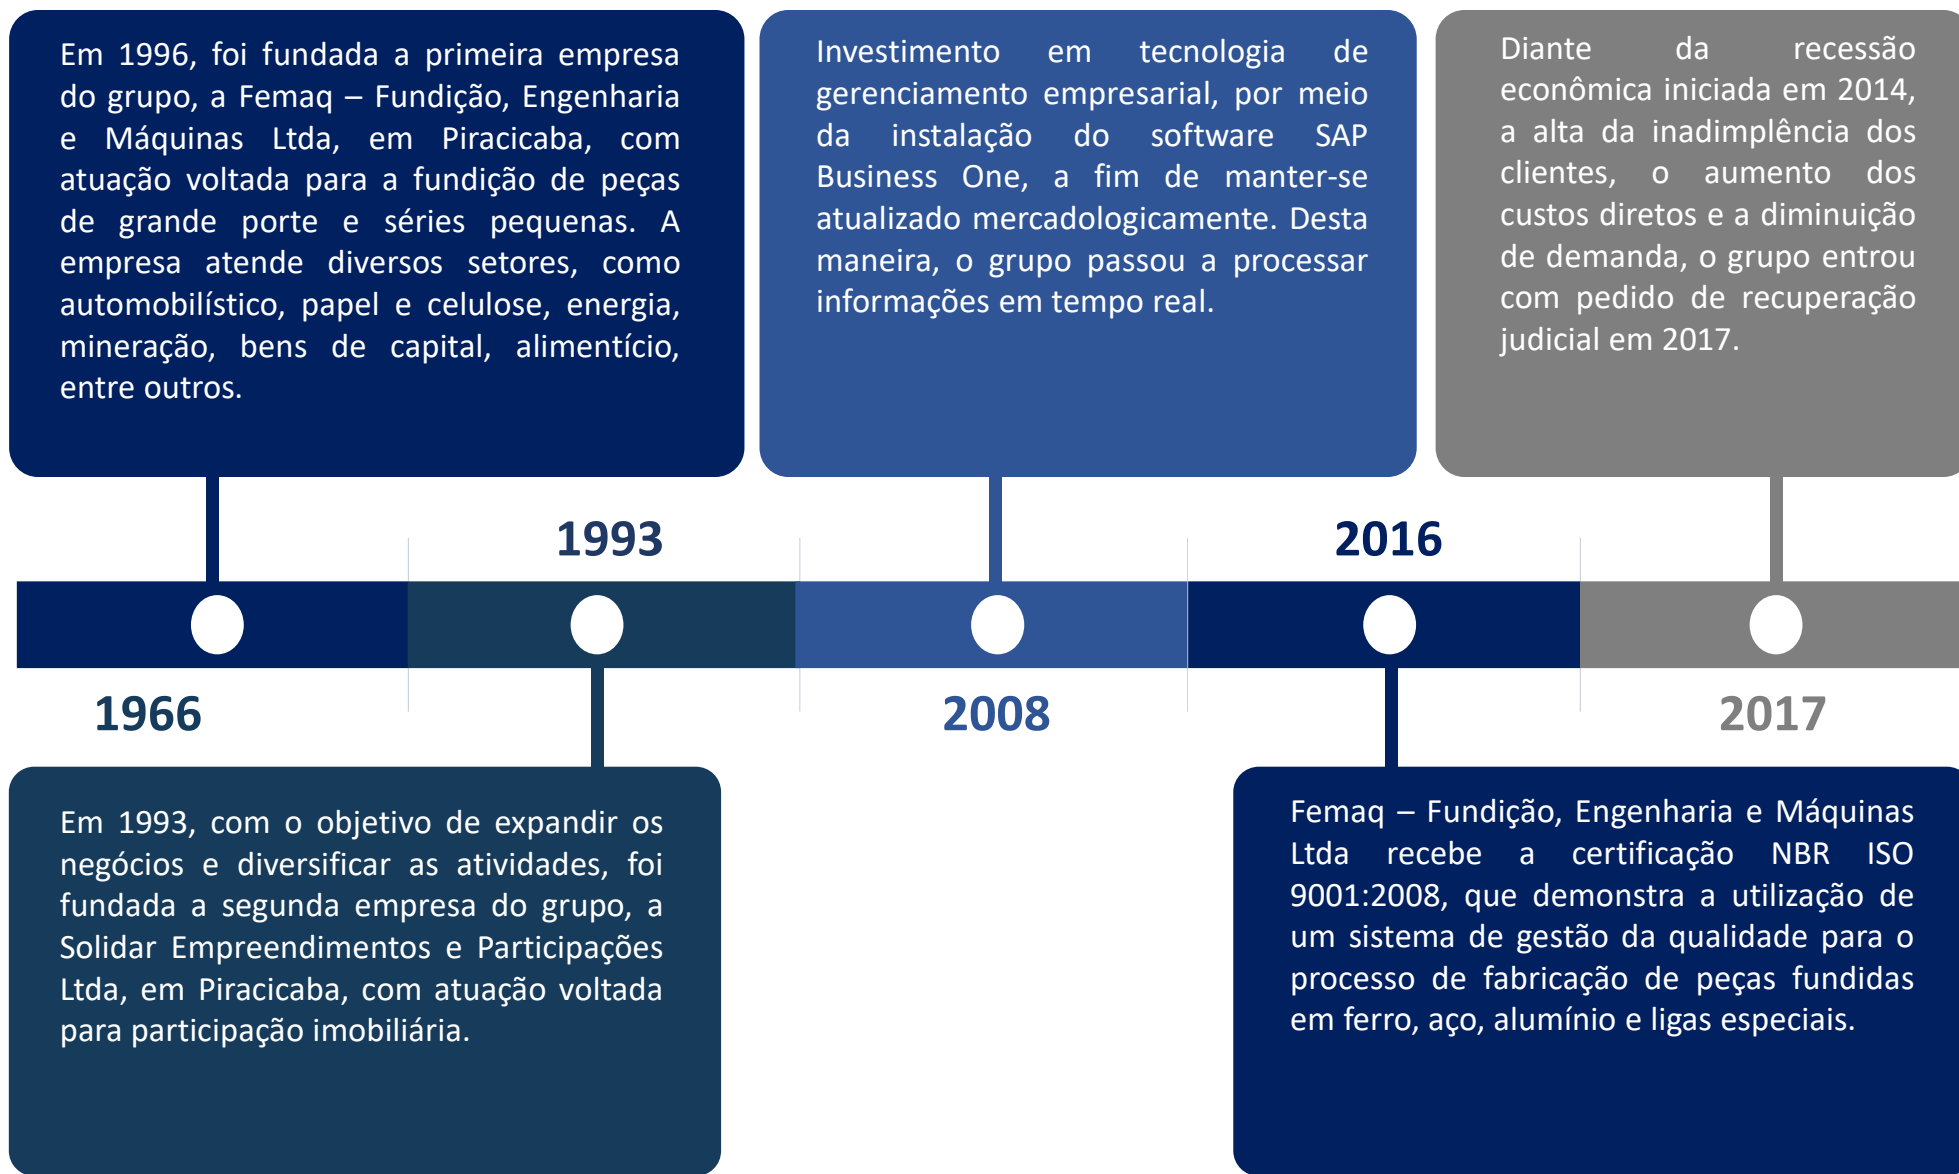 Em 1996, foi fundada a primeira empresa
do grupo, a Femaq – Fundição, Engenharia
e Máquinas Ltda, em Piracicaba, com
atuação voltada para a fundição de peças
de grande porte e séries pequenas. A
empresa atende diversos setores, como
automobilístico, papel e celulose, energia,
mineração, bens de capital, alimentício,
entre outros.
Investimento em tecnologia de
gerenciamento empresarial, por meio
da instalação do software SAP
Business One, a fim de manter-se
atualizado mercadologicamente. Desta
maneira, o grupo passou a processar
informações em tempo real.
Diante da recessão
econômica iniciada em 2014,
a alta da inadimplência dos
clientes, o aumento dos
custos diretos e a diminuição
de demanda, o grupo entrou
com pedido de recuperação
judicial em 2017.
1993
2016
1966
2008
2017
Em 1993, com o objetivo de expandir os
negócios e diversificar as atividades, foi
fundada a segunda empresa do grupo, a
Solidar Empreendimentos e Participações
Ltda, em Piracicaba, com atuação voltada
para participação imobiliária.
Femaq – Fundição, Engenharia e Máquinas
Ltda recebe a certificação NBR ISO
9001:2008, que demonstra a utilização de
um sistema de gestão da qualidade para o
processo de fabricação de peças fundidas
em ferro, aço, alumínio e ligas especiais.